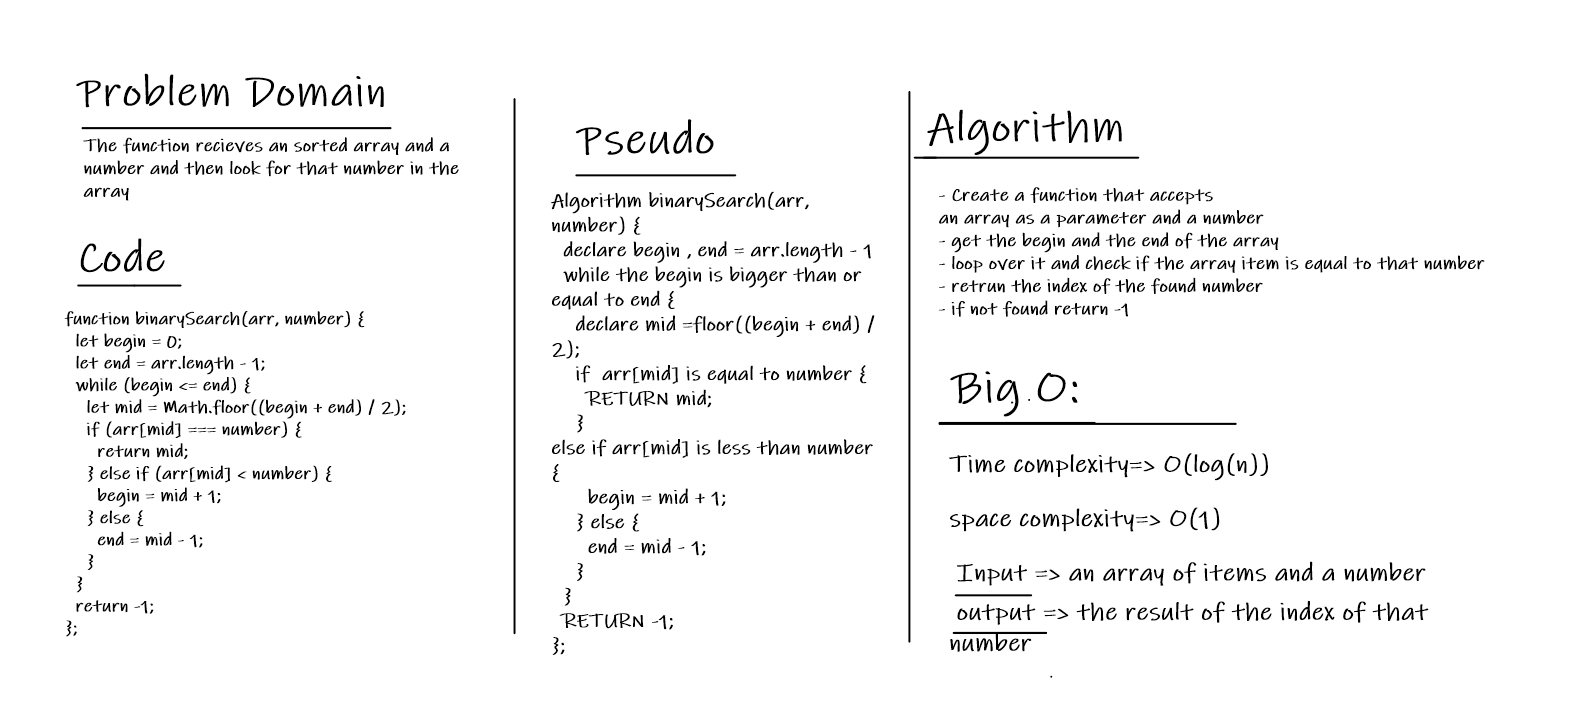 Problem Domain
The function recieves an sorted array and a
number and then look for that number in the
array
Code
function binarySearch(arr, number) {
let begin = 0;
let end = arr.length - 1;
while (begin <= end) {
let mid = Math.floor((begin + end) / 2);
if (arr[mid] === number) {
return mid;
} else if (arr[mid] < number) {
begin = mid + 1;
} else {
end = mid - 1;
}
}
return -1;
};
Pseudo
Algorithm binarySearch(arr,
number) {
declare begin , end = arr.length - 1
while the begin is bigger than or
equal to end {
declare mid =floor((begin + end) /
2);
if arr[mid] is equal to number {
RETURN mid;
}
else if arr[mid] is less than number
{
begin = mid + 1;
} else {
end = mid - 1;
}
}
RETURN -1;
};
Algorithm
- Create a function that accepts
an array as a parameter and a number
- get the begin and the end of the array
- loop over it and check if the array item is equal to that number
- retrun the index of the found number
- if not found return -1
Big O:
Time complexity=> O(log(n))
space complexity=> O(1)
Input => an array of items and a number
output => the result of the index of that
number